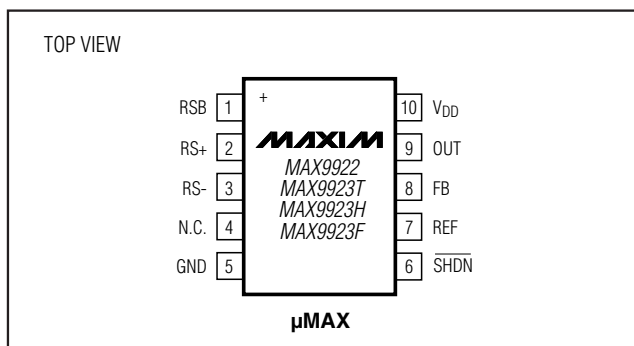 TOP VIEW
RSB 1 + 10 VDD
RS+ 2 MAXIM 9 OUT
MAX9922
RS- 3 MAX9923T 8 FB
MAX9923H
N.C. 4 MAX9923F 7 REF
GND 5 6 SHDN
µMAX